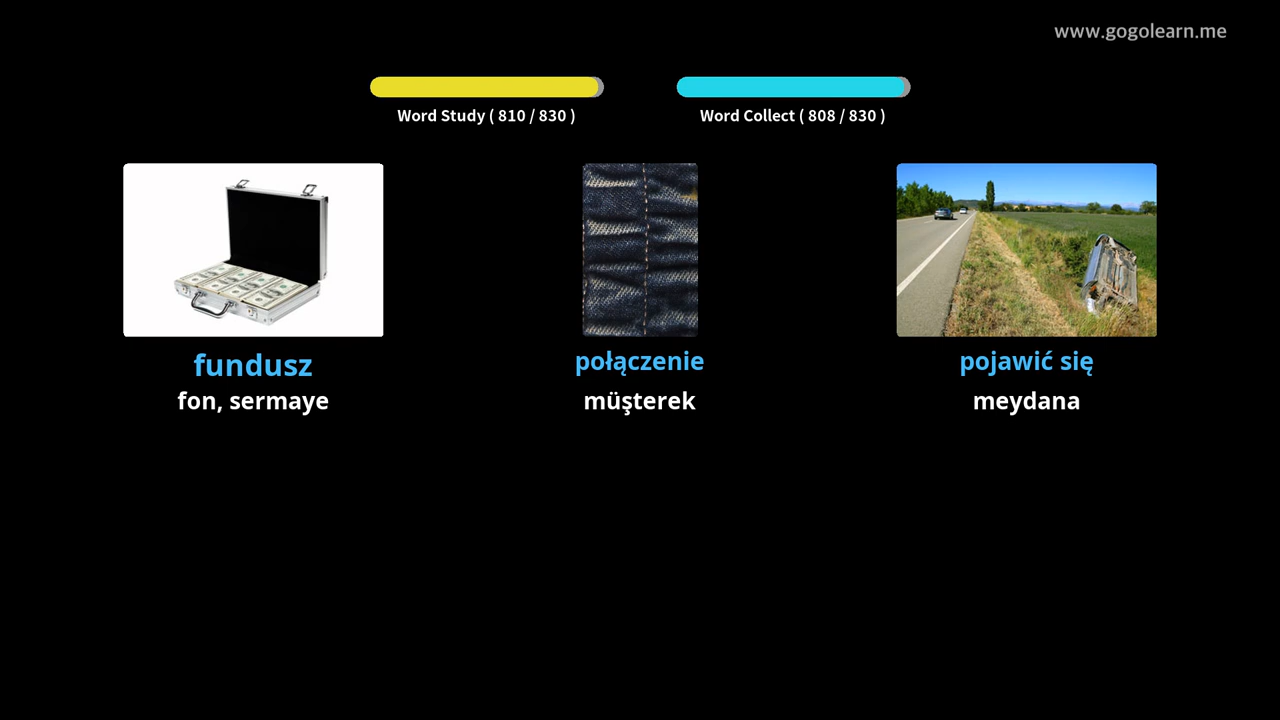 www.gogolearn.me
Word Study ( 810 / 830 )
Word Collect ( 808 / 830 )
fundusz
połączenie
pojawić się
fon, sermaye
müşterek
meydana